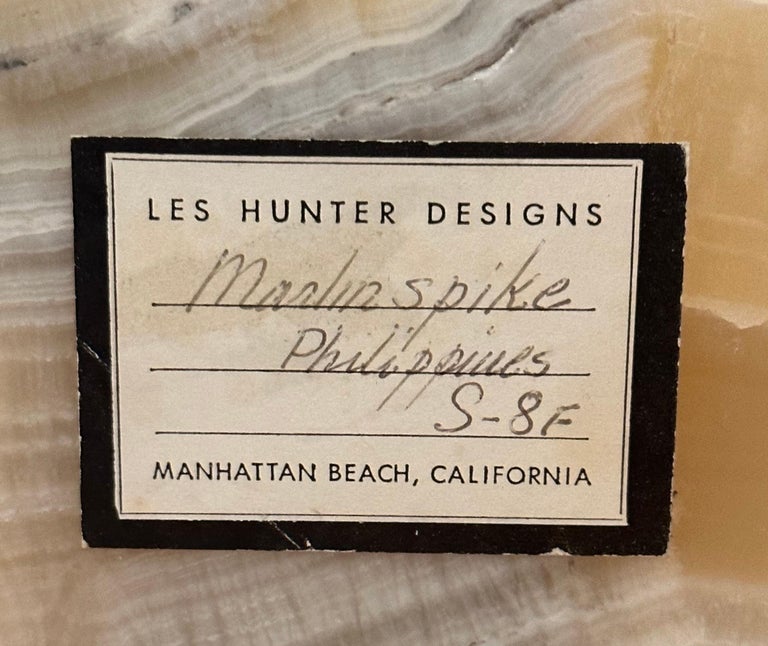 LES HUNTER DESIGNS
Marlinspike
Philippines
S-8F
MANHATTAN BEACH, CALIFORNIA